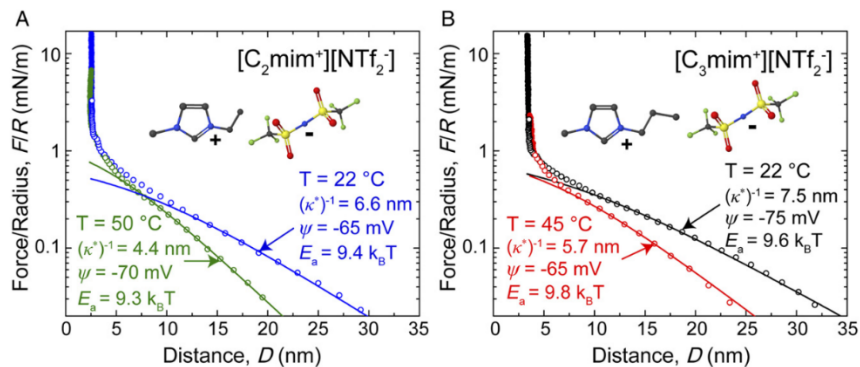 A
[C₂mim⁺][NTf₂⁻]
+
-
T = 22 °C
(κ*)⁻¹ = 6.6 nm
ψ = -65 mV
Eₐ = 9.4 k_BT
T = 50 °C
(κ*)⁻¹ = 4.4 nm
ψ = -70 mV
Eₐ = 9.3 k_BT
Force/Radius, F/R (mN/m)
10
1
0.1
0 5 10 15 20 25 30 35
Distance, D (nm)
B
[C₃mim⁺][NTf₂⁻]
+
-
T = 22 °C
(κ*)⁻¹ = 7.5 nm
ψ = -75 mV
Eₐ = 9.6 k_BT
T = 45 °C
(κ*)⁻¹ = 5.7 nm
ψ = -65 mV
Eₐ = 9.8 k_BT
Force/Radius, F/R (mN/m)
10
1
0.1
0 5 10 15 20 25 30 35
Distance, D (nm)